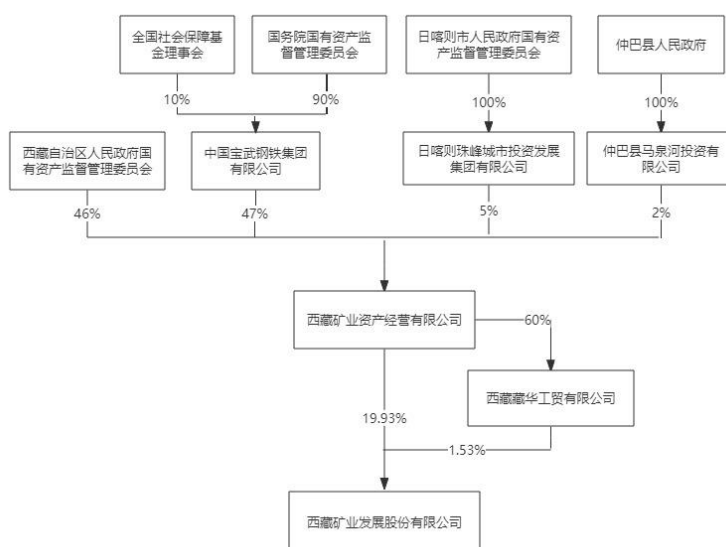 全国社会保障基
金理事会
国务院国有资产监
督管理委员会
日喀则市人民政府国有资
产监督管理委员会
仲巴县人民政府
10%
90%
100%
100%
西藏自治区人民政府国
有资产监督管理委员会
中国宝武钢铁集团
有限公司
日喀则珠峰城市投资发展
集团有限公司
仲巴县马泉河投资有
限公司
46%
47%
5%
2%
西藏矿业资产经营有限公司
60%
西藏藏华工贸有限公司
19.93%
1.53%
西藏矿业发展股份有限公司